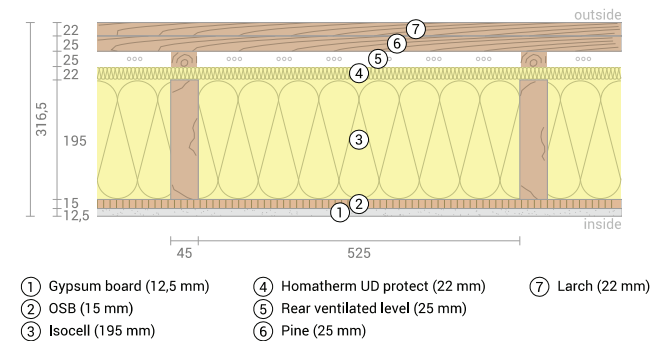 outside
22
25
25
22
316,5
195
15
12,5
7
6
5
4
3
2
1
inside
45
525
1 Gypsum board (12,5 mm)
2 OSB (15 mm)
3 Isocell (195 mm)
4 Homatherm UD protect (22 mm)
5 Rear ventilated level (25 mm)
6 Pine (25 mm)
7 Larch (22 mm)